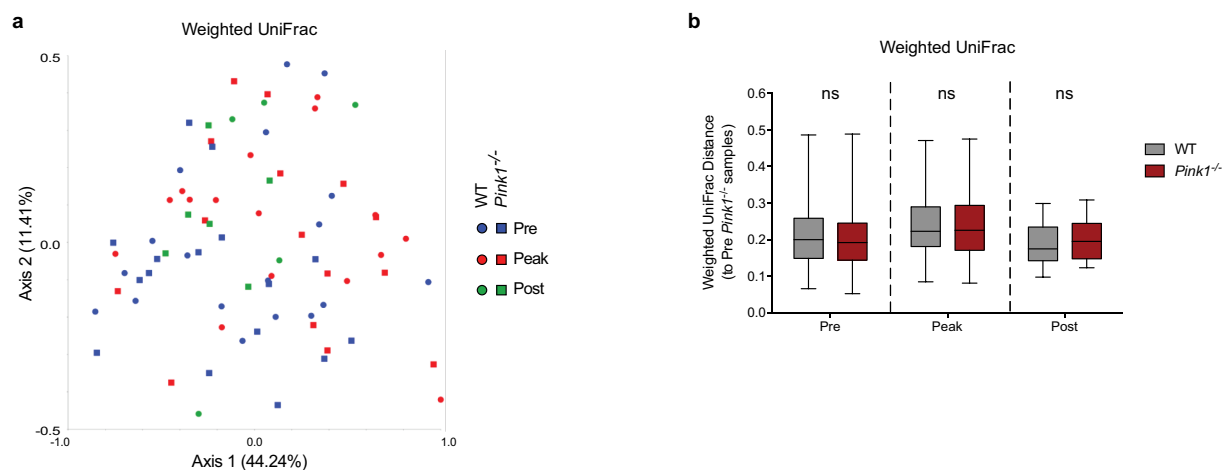 a
Weighted UniFrac
0.5
0.0
-0.5
-1.0
0.0
1.0
Axis 2 (11.41%)
Axis 1 (44.24%)
WT
Pink1-/-
Pre
Peak
Post
b
Weighted UniFrac
ns
ns
ns
0.6
0.5
0.4
0.3
0.2
0.1
0.0
Weighted UniFrac Distance
(to Pre Pink1-/- samples)
Pre
Peak
Post
WT
Pink1-/-